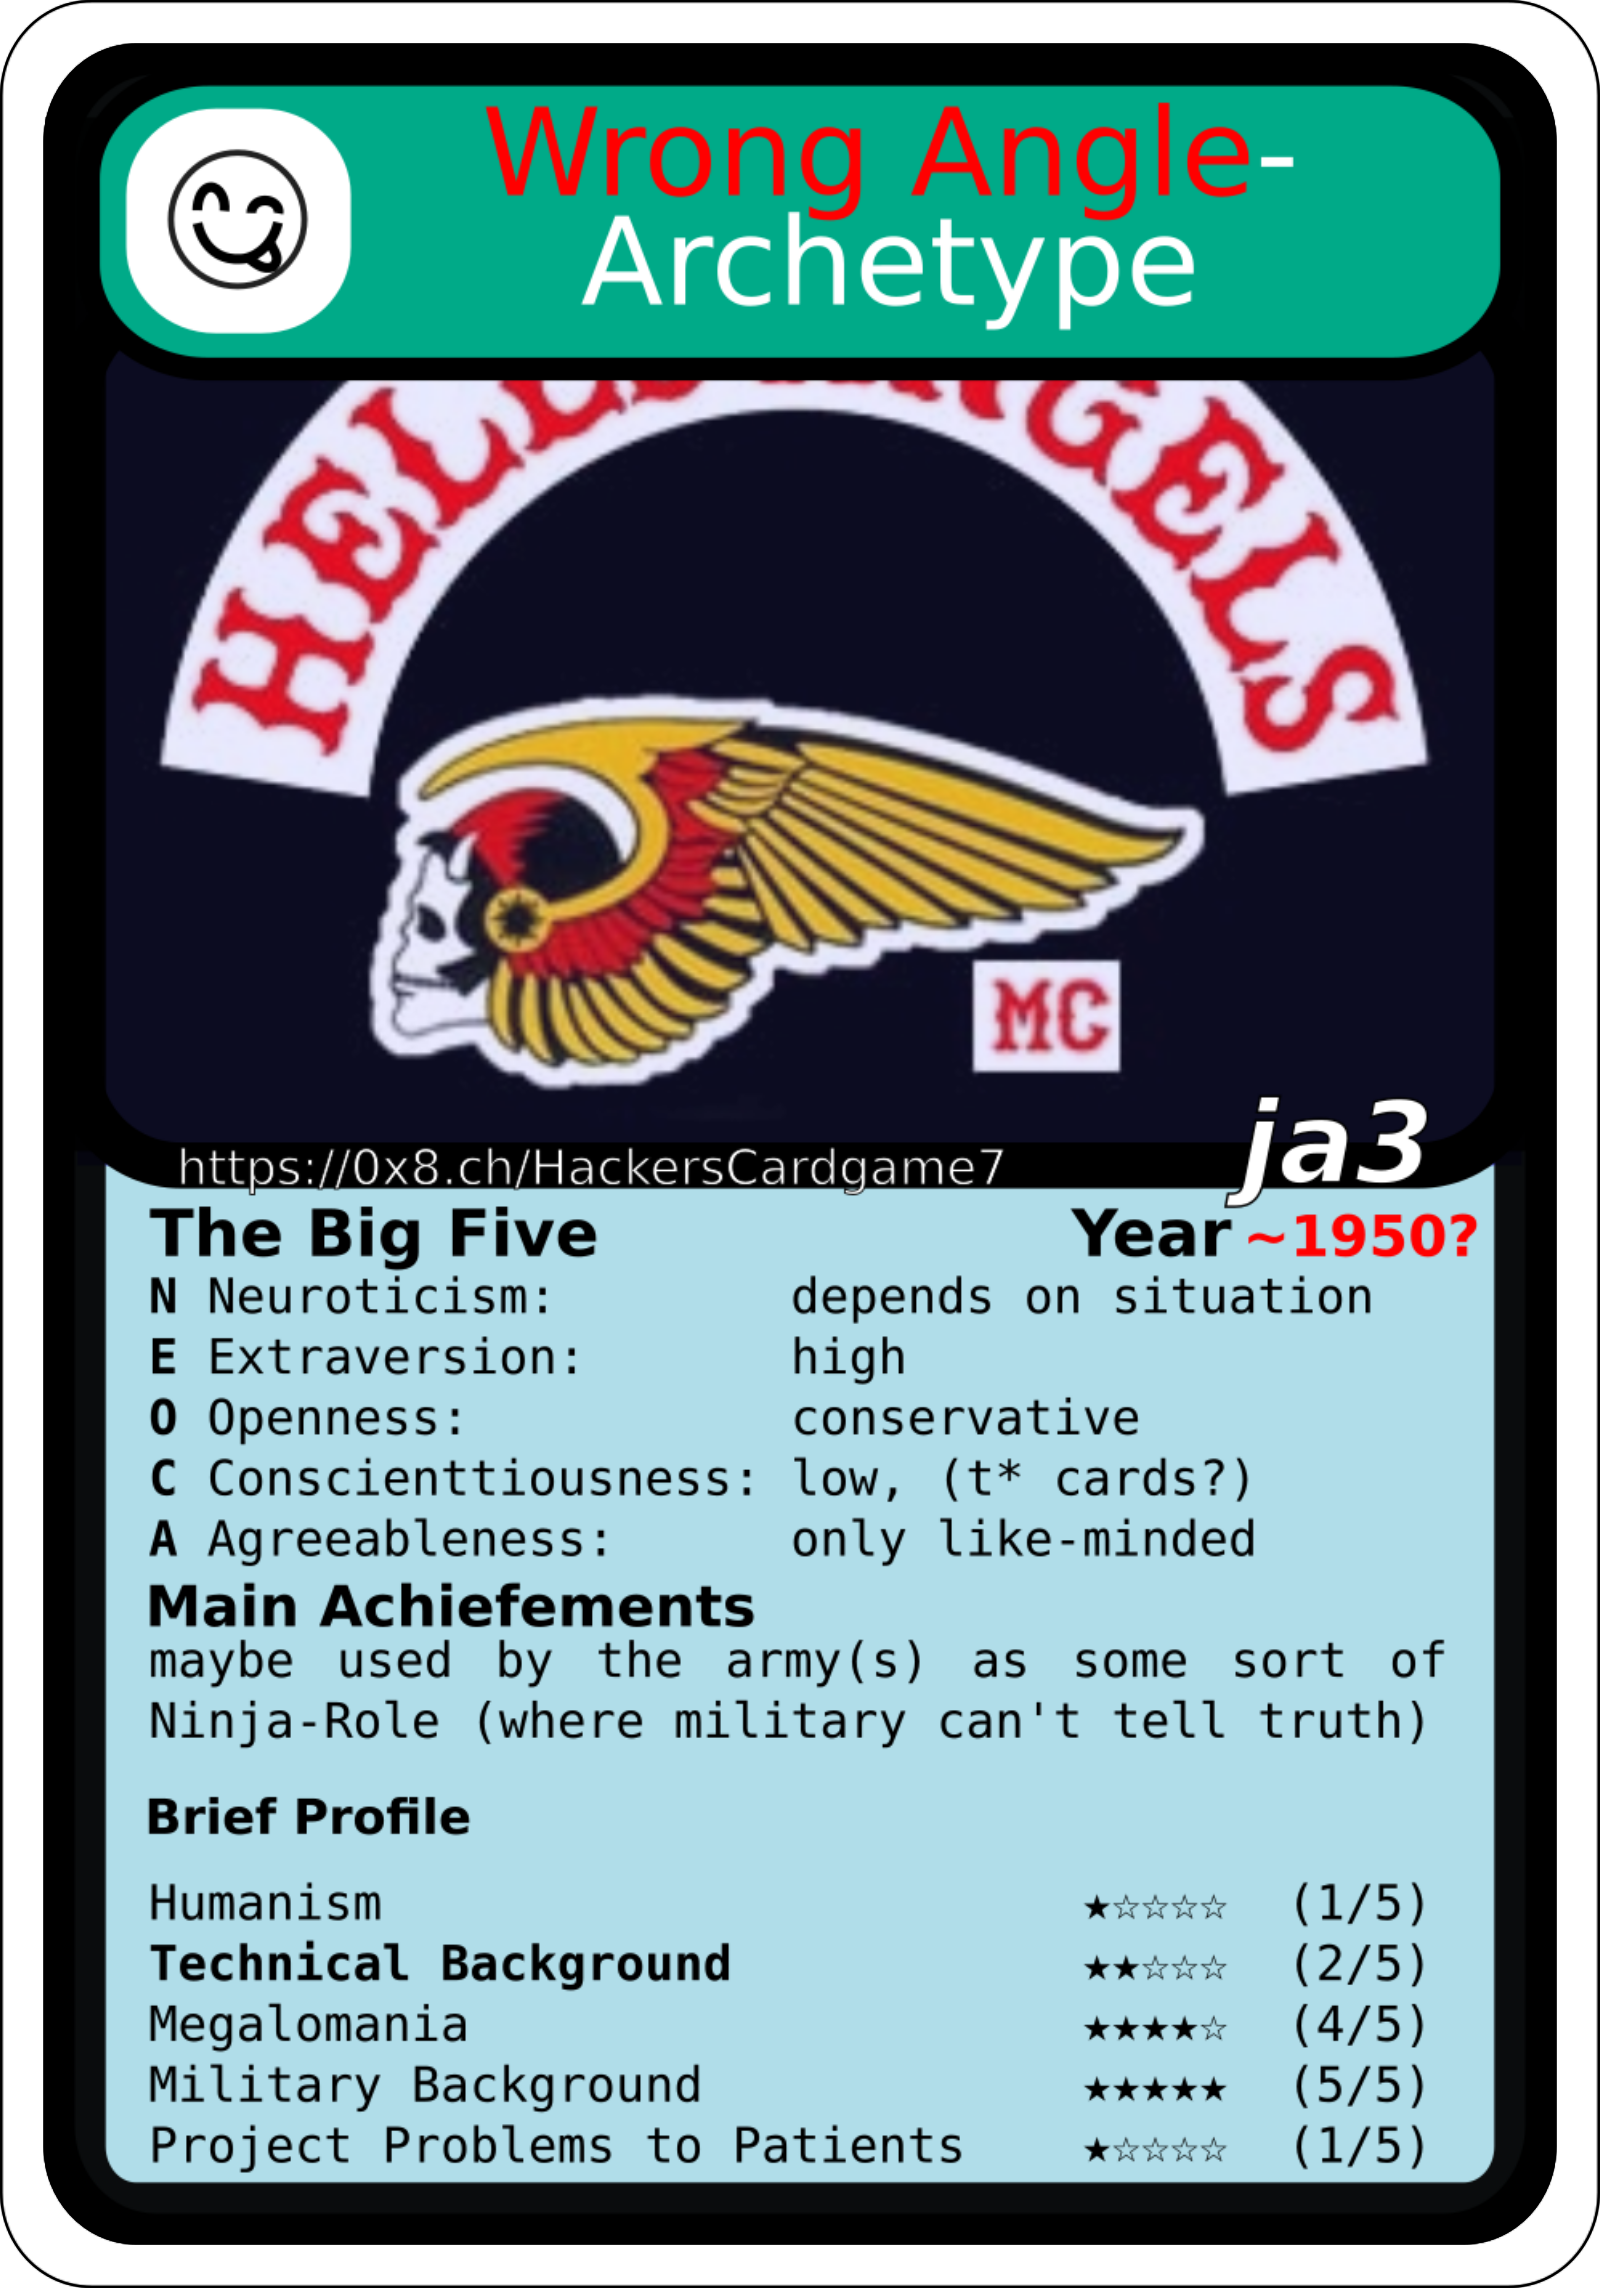 Wrong Angle-
Archetype
HELLS ANGELS
MC
ja3
https://0x8.ch/HackersCardgame7
The Big Five Year ~1950?
N Neuroticism: depends on situation
E Extraversion: high
O Openness: conservative
C Conscienttiousness: low, (t* cards?)
A Agreeableness: only like-minded
Main Achiefements
maybe used by the army(s) as some sort of
Ninja-Role (where military can't tell truth)
Brief Profile
Humanism ★☆☆☆☆ (1/5)
Technical Background ★★☆☆☆ (2/5)
Megalomania ★★★★☆ (4/5)
Military Background ★★★★★ (5/5)
Project Problems to Patients ★☆☆☆☆ (1/5)